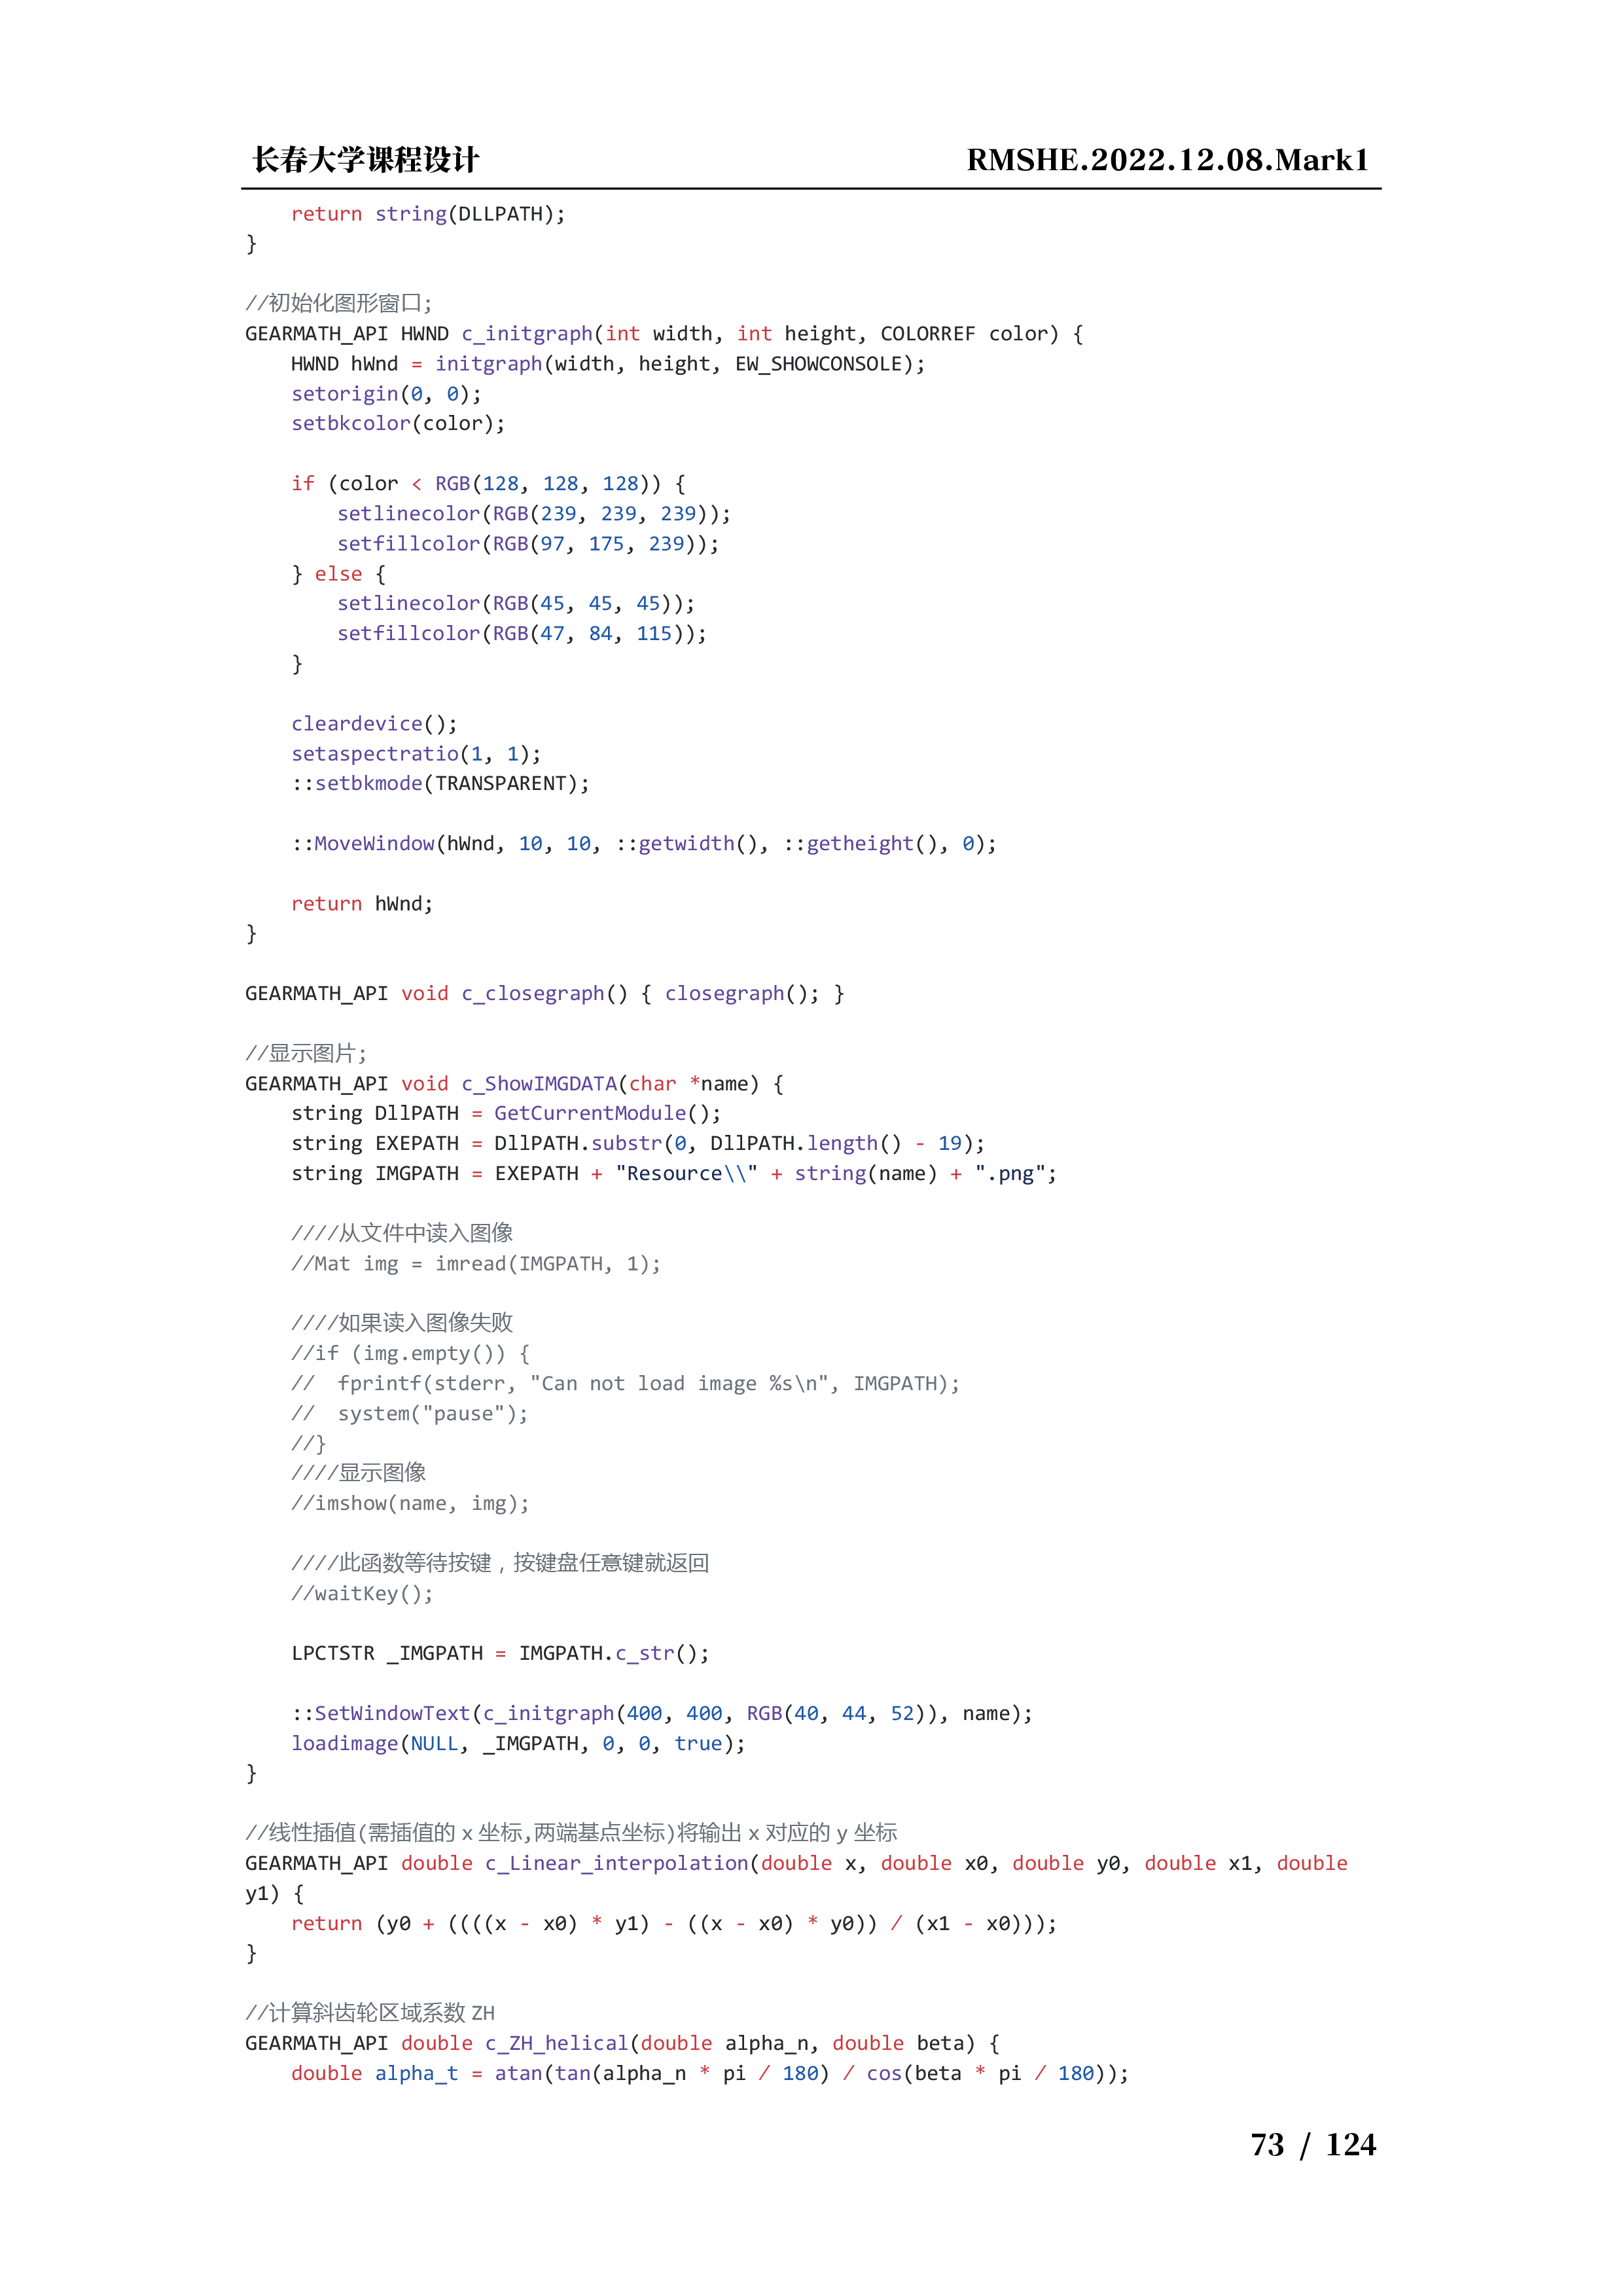 长春大学课程设计
RMSHE.2022.12.08.Mark1
    return string(DLLPATH);
}

//初始化图形窗口;
GEARMATH_API HWND c_initgraph(int width, int height, COLORREF color) {
    HWND hWnd = initgraph(width, height, EW_SHOWCONSOLE);
    setorigin(0, 0);
    setbkcolor(color);

    if (color < RGB(128, 128, 128)) {
        setlinecolor(RGB(239, 239, 239));
        setfillcolor(RGB(97, 175, 239));
    } else {
        setlinecolor(RGB(45, 45, 45));
        setfillcolor(RGB(47, 84, 115));
    }

    cleardevice();
    setaspectratio(1, 1);
    ::setbkmode(TRANSPARENT);

    ::MoveWindow(hWnd, 10, 10, ::getwidth(), ::getheight(), 0);

    return hWnd;
}

GEARMATH_API void c_closegraph() { closegraph(); }

//显示图片;
GEARMATH_API void c_ShowIMGDATA(char *name) {
    string DllPATH = GetCurrentModule();
    string EXEPATH = DllPATH.substr(0, DllPATH.length() - 19);
    string IMGPATH = EXEPATH + "Resource\\" + string(name) + ".png";

    ////从文件中读入图像
    //Mat img = imread(IMGPATH, 1);

    ////如果读入图像失败
    //if (img.empty()) {
    //  fprintf(stderr, "Can not load image %s\n", IMGPATH);
    //  system("pause");
    //}
    ////显示图像
    //imshow(name, img);

    ////此函数等待按键，按键盘任意键就返回
    //waitKey();

    LPCTSTR _IMGPATH = IMGPATH.c_str();

    ::SetWindowText(c_initgraph(400, 400, RGB(40, 44, 52)), name);
    loadimage(NULL, _IMGPATH, 0, 0, true);
}

//线性插值(需插值的 x 坐标,两端基点坐标)将输出 x 对应的 y 坐标
GEARMATH_API double c_Linear_interpolation(double x, double x0, double y0, double x1, double
y1) {
    return (y0 + ((((x - x0) * y1) - ((x - x0) * y0)) / (x1 - x0)));
}

//计算斜齿轮区域系数 ZH
GEARMATH_API double c_ZH_helical(double alpha_n, double beta) {
    double alpha_t = atan(tan(alpha_n * pi / 180) / cos(beta * pi / 180));
73 / 124